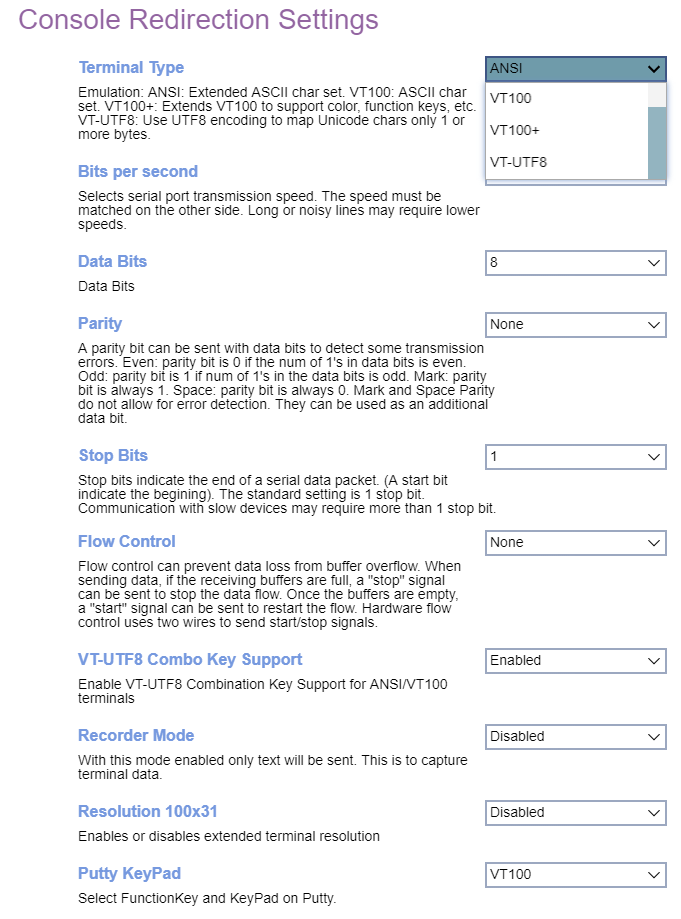 Console Redirection Settings
Terminal Type
ANSI
Emulation: ANSI: Extended ASCII char set. VT100: ASCII char
set. VT100+: Extends VT100 to support color, function keys, etc.
VT-UTF8: Use UTF8 encoding to map Unicode chars only 1 or
more bytes.
VT100
VT100+
VT-UTF8
Bits per second
Selects serial port transmission speed. The speed must be
matched on the other side. Long or noisy lines may require lower
speeds.
Data Bits
8
Data Bits
Parity
None
A parity bit can be sent with data bits to detect some transmission
errors. Even: parity bit is 0 if the num of 1's in data bits is even.
Odd: parity bit is 1 if num of 1's in the data bits is odd. Mark: parity
bit is always 1. Space: parity bit is always 0. Mark and Space Parity
do not allow for error detection. They can be used as an additional
data bit.
Stop Bits
1
Stop bits indicate the end of a serial data packet. (A start bit
indicate the begining). The standard setting is 1 stop bit.
Communication with slow devices may require more than 1 stop bit.
Flow Control
None
Flow control can prevent data loss from buffer overflow. When
sending data, if the receiving buffers are full, a "stop" signal
can be sent to stop the data flow. Once the buffers are empty,
a "start" signal can be sent to restart the flow. Hardware flow
control uses two wires to send start/stop signals.
VT-UTF8 Combo Key Support
Enabled
Enable VT-UTF8 Combination Key Support for ANSI/VT100
terminals
Recorder Mode
Disabled
With this mode enabled only text will be sent. This is to capture
terminal data.
Resolution 100x31
Disabled
Enables or disables extended terminal resolution
Putty KeyPad
VT100
Select FunctionKey and KeyPad on Putty.